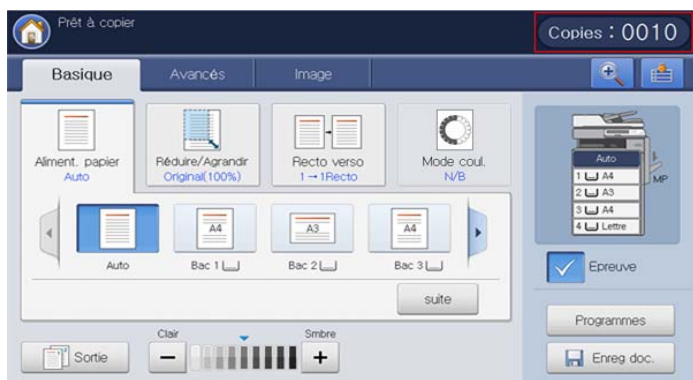 Prêt à copier
Copies : 0010
Basique
Avancés
Image
Aliment. papier
Auto
Réduire/Agrandir
Original(100%)
Recto verso
1 → 1Recto
Mode coul.
N/B
Auto
A4
Bac 1
A3
Bac 2
A4
Bac 3
suite
Auto
1 A4
2 A3
3 A4
4 Lettre
MP
Epreuve
Clair
Smbre
Sortie
Programmes
Enreg doc.